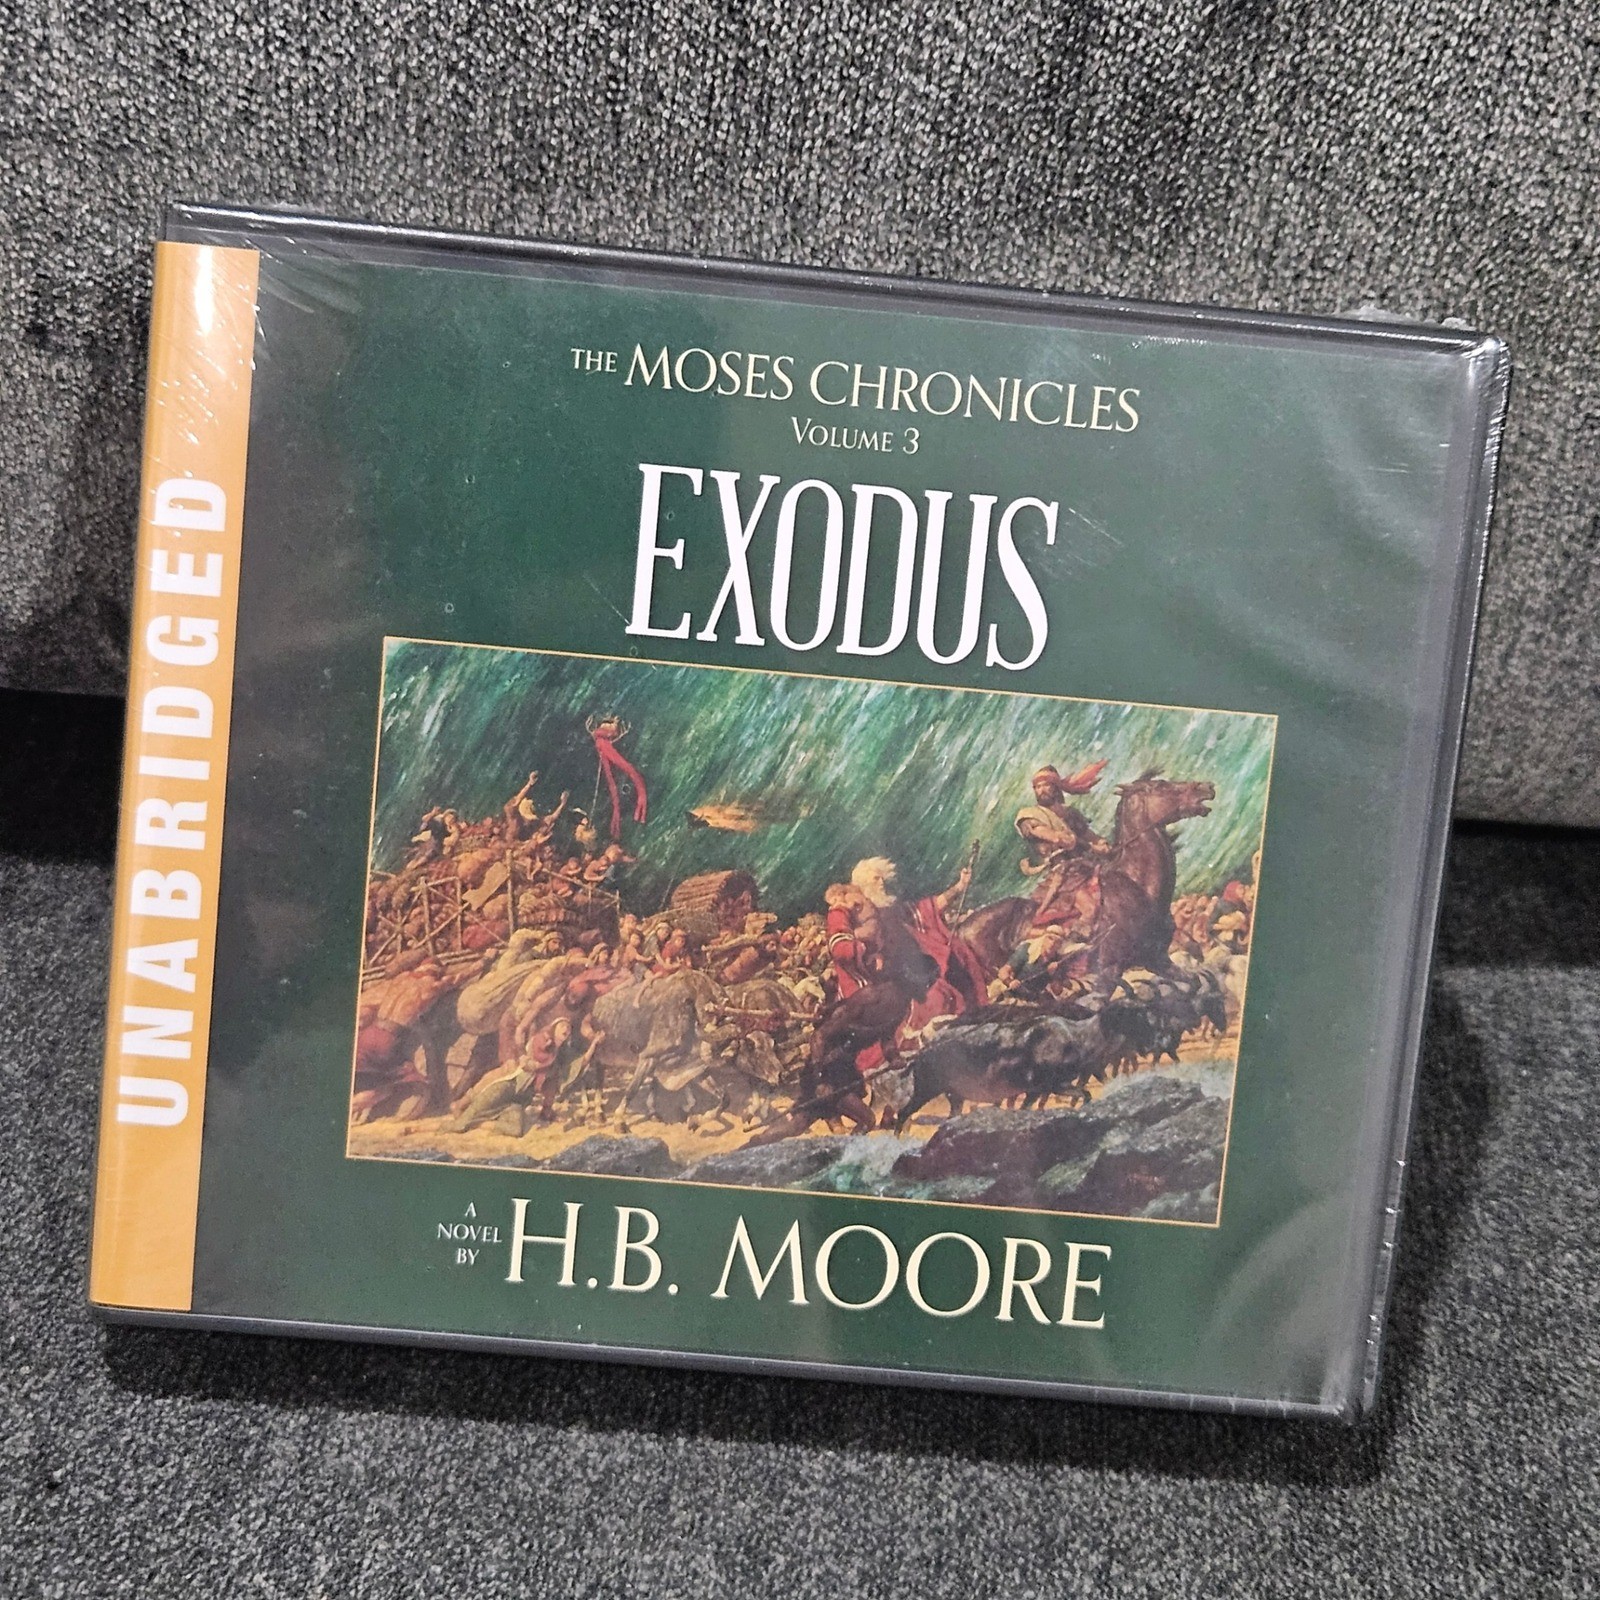 UNABRIDGED
THE MOSES CHRONICLES
VOLUME 3
EXODUS
A
NOVEL
BY
H.B. MOORE